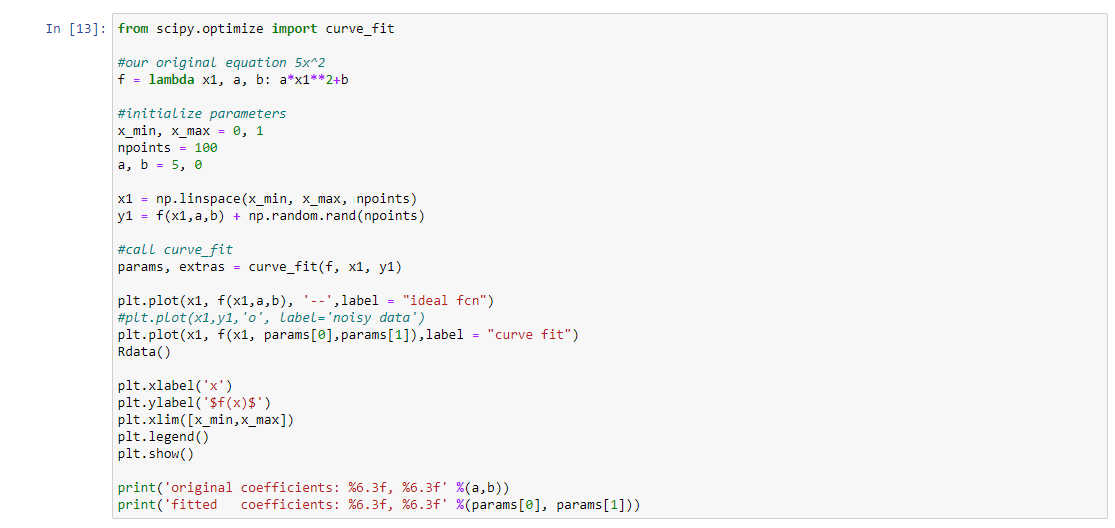 In [13]: from scipy.optimize import curve_fit
#our original equation 5x^2
f = lambda x1, a, b: a*x1**2+b
#initialize parameters
x_min, x_max = 0, 1
npoints = 100
a, b = 5, 0
x1 = np.linspace(x_min, x_max, npoints)
y1 = f(x1,a,b) + np.random.rand(npoints)
#call curve_fit
params, extras = curve_fit(f, x1, y1)
plt.plot(x1, f(x1,a,b), '--',label = "ideal fcn")
#plt.plot(x1,y1,'o', label='noisy data')
plt.plot(x1, f(x1, params[0],params[1]),label = "curve fit")
Rdata()
plt.xlabel('x')
plt.ylabel('$f(x)$')
plt.xlim([x_min,x_max])
plt.legend()
plt.show()
print('original coefficients: %6.3f, %6.3f' %(a,b))
print('fitted   coefficients: %6.3f, %6.3f' %(params[0], params[1]))